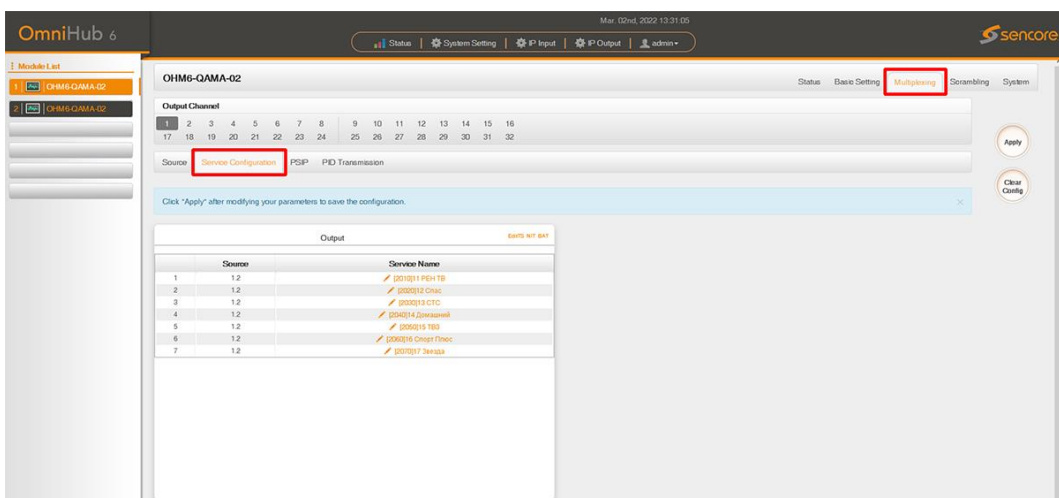 Mar. 02nd, 2022 13:31:05
OmniHub 6
Status System Setting IP Input IP Output admin
sencore
Module List
1 OHM6-QAMA-02
2 OHM6-QAMA-02
OHM6-QAMA-02
Status Basic Setting Multiplexing Scrambling System
Output Channel
1 2 3 4 5 6 7 8 9 10 11 12 13 14 15 16
17 18 19 20 21 22 23 24 25 26 27 28 29 30 31 32
Apply
Source Service Configuration PSIP PID Transmission
Clear
Config
Click "Apply" after modifying your parameters to save the configuration.
Output
NIT BAT
Source Service Name
1 1.2 [2010]11 РЕН ТВ
2 1.2 [2020]12 Спас
3 1.2 [2030]13 СТС
4 1.2 [2040]14 Домашний
5 1.2 [2050]15 ТВ3
6 1.2 [2060]16 Спорт Плюс
7 1.2 [2070]17 Звезда